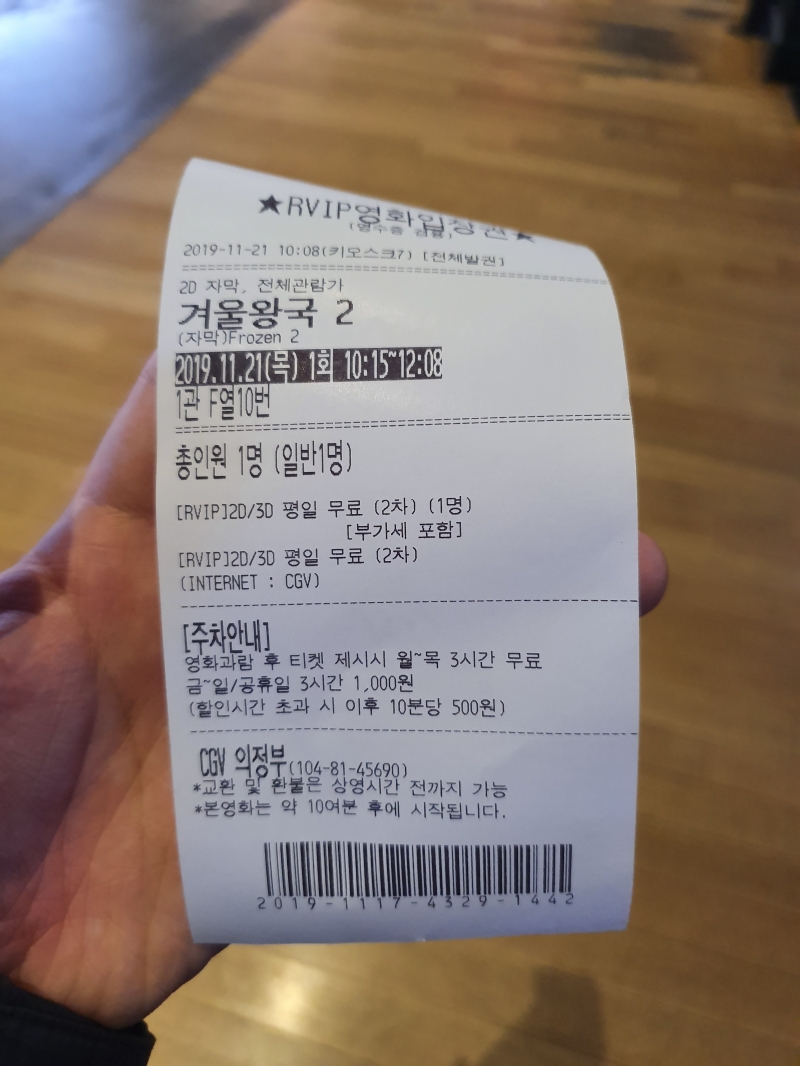 ★RVIP영화입장권★
(영수증 겸용)
2019-11-21 10:08(키오스크7) [전체발권]
2D 자막, 전체관람가
겨울왕국 2
(자막)Frozen 2
2019.11.21(목) 1회 10:15~12:08
1관 F열10번
총인원 1명 (일반1명)
[RVIP]2D/3D 평일 무료 (2차) (1명)
[부가세 포함]
[RVIP]2D/3D 평일 무료 (2차)
(INTERNET : CGV)
[주차안내]
영화관람 후 티켓 제시시 월~목 3시간 무료
금~일/공휴일 3시간 1,000원
(할인시간 초과 시 이후 10분당 500원)
CGV 의정부(104-81-45690)
*교환 및 환불은 상영시간 전까지 가능
*본영화는 약 10여분 후에 시작됩니다.
2019-1117-4329-1442